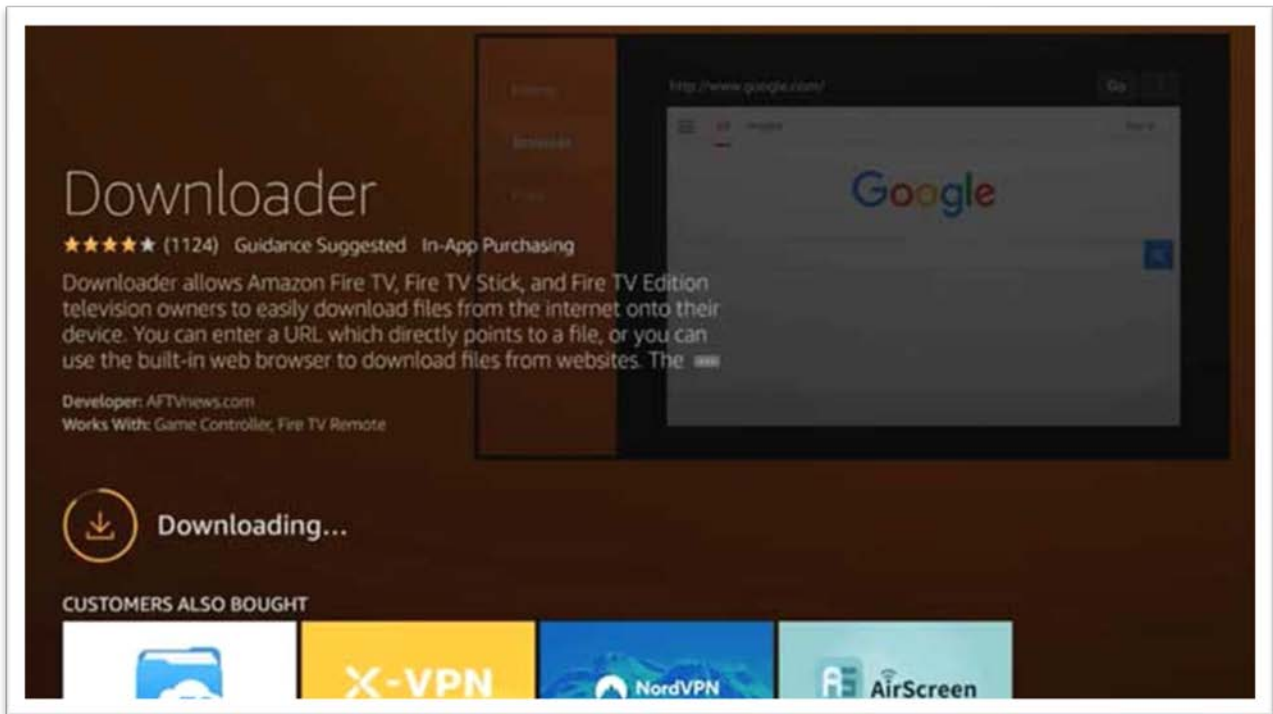 http://www.google.com/
Go
Browser
Google
Downloader
(1124) Guidance Suggested In-App Purchasing
Downloader allows Amazon Fire TV, Fire TV Stick, and Fire TV Edition
television owners to easily download files from the internet onto their
device. You can enter a URL which directly points to a file, or you can
use the built-in web browser to download files from websites. The
Developer: AFTVnews.com
Works With: Game Controller, Fire TV Remote
Downloading...
CUSTOMERS ALSO BOUGHT
X-VPN
NordVPN
AirScreen